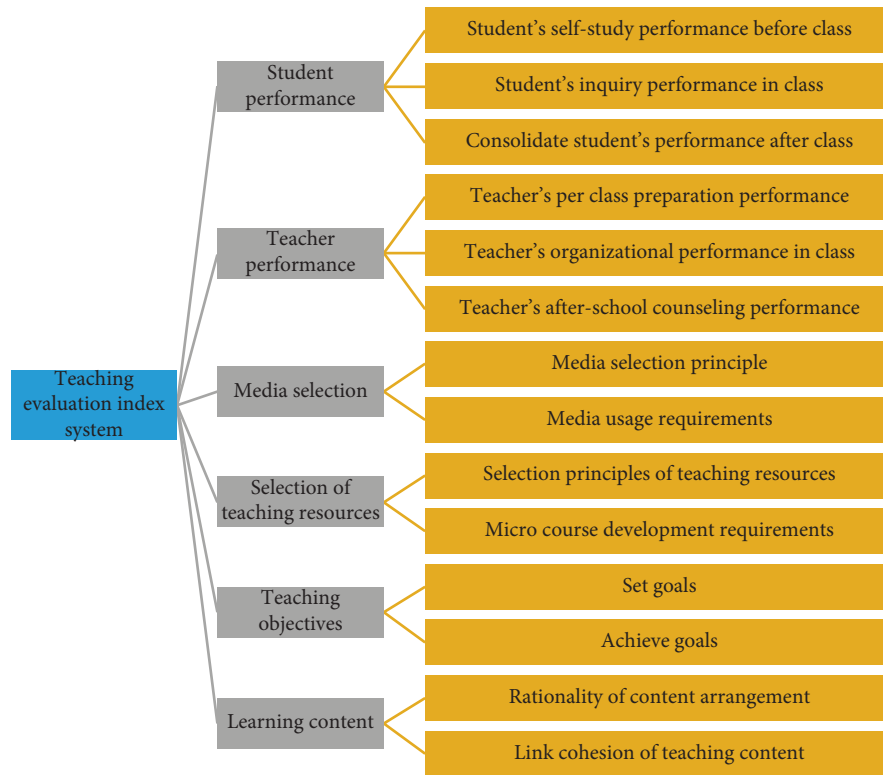 Teaching
evaluation index
system
Student
performance
Student's self-study performance before class
Student's inquiry performance in class
Consolidate student's performance after class
Teacher
performance
Teacher's per class preparation performance
Teacher's organizational performance in class
Teacher's after-school counseling performance
Media selection
Media selection principle
Media usage requirements
Selection of
teaching resources
Selection principles of teaching resources
Micro course development requirements
Teaching
objectives
Set goals
Achieve goals
Learning content
Rationality of content arrangement
Link cohesion of teaching content